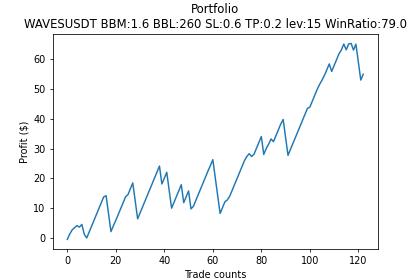 Portfolio
WAVESUSDT BBM:1.6 BBL:260 SL:0.6 TP:0.2 lev:15 WinRatio:79.0
Profit ($)
60
50
40
30
20
10
0
0 20 40 60 80 100 120
Trade counts